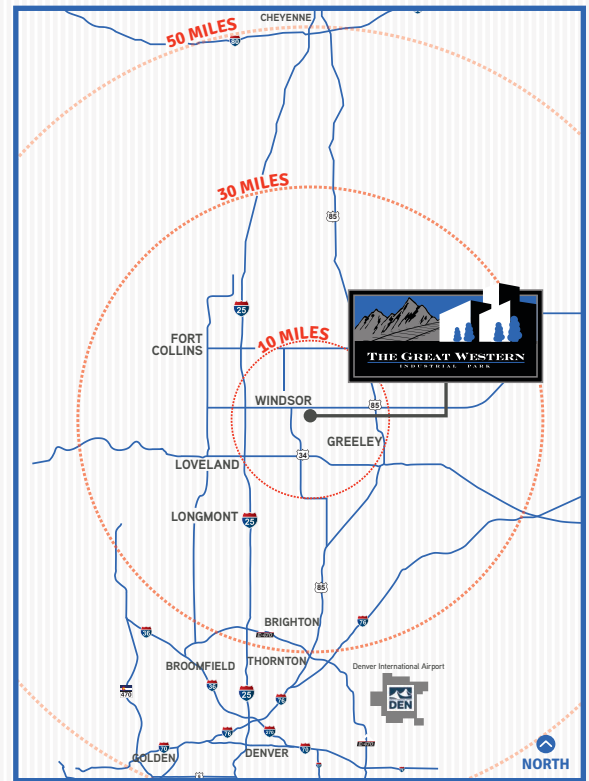 CHEYENNE
50 MILES
80
30 MILES
85
25
10 MILES
FORT
COLLINS
THE GREAT WESTERN
INDUSTRIAL PARK
WINDSOR
85
GREELEY
34
LOVELAND
LONGMONT
25
85
BRIGHTON
E-470
76
36
BROOMFIELD
THORNTON
Denver International Airport
DEN
470
36
25
76
76
270
70
70
E-470
GOLDEN
DENVER
NORTH